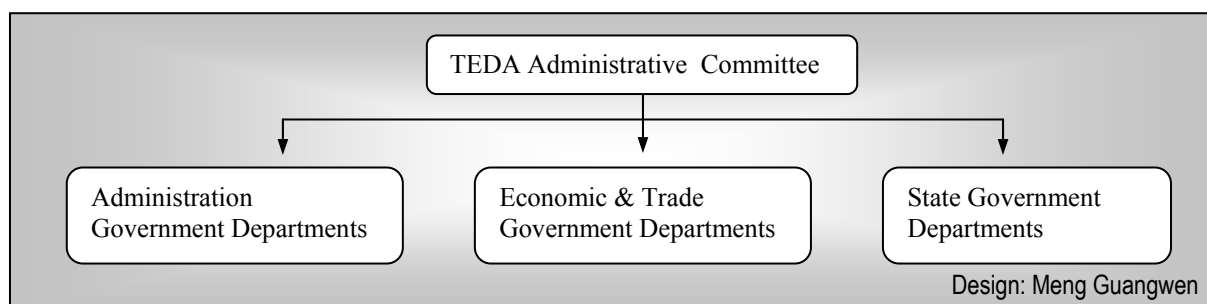 TEDA Administrative Committee
Administration
Government Departments
Economic & Trade
Government Departments
State Government
Departments
Design: Meng Guangwen